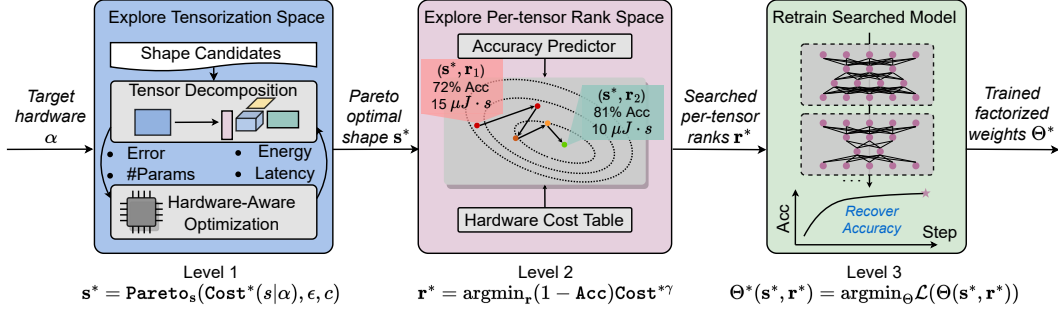 Target
hardware
α
Explore Tensorization Space
Shape Candidates
Tensor Decomposition
• Error
• #Params
• Energy
• Latency
Hardware-Aware
Optimization
Level 1
s* = Pareto_s(Cost*(s|α), ϵ, c)
Pareto
optimal
shape s*
Explore Per-tensor Rank Space
Accuracy Predictor
(s*, r₁)
72% Acc
15 μJ · s
(s*, r₂)
81% Acc
10 μJ · s
Hardware Cost Table
Level 2
r* = argmin_r(1 − Acc)Cost*^γ
Searched
per-tensor
ranks r*
Retrain Searched Model
......
Acc
Recover
Accuracy
Step
Level 3
Θ*(s*, r*) = argmin_Θ ℒ(Θ(s*, r*))
Trained
factorized
weights Θ*